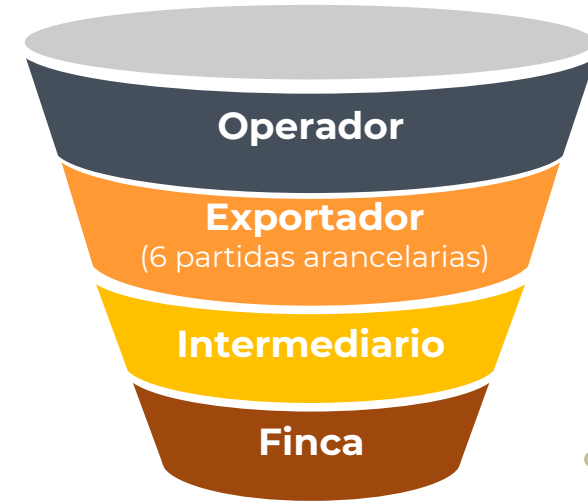 Operador
Exportador
(6 partidas arancelarias)
Intermediario
Finca